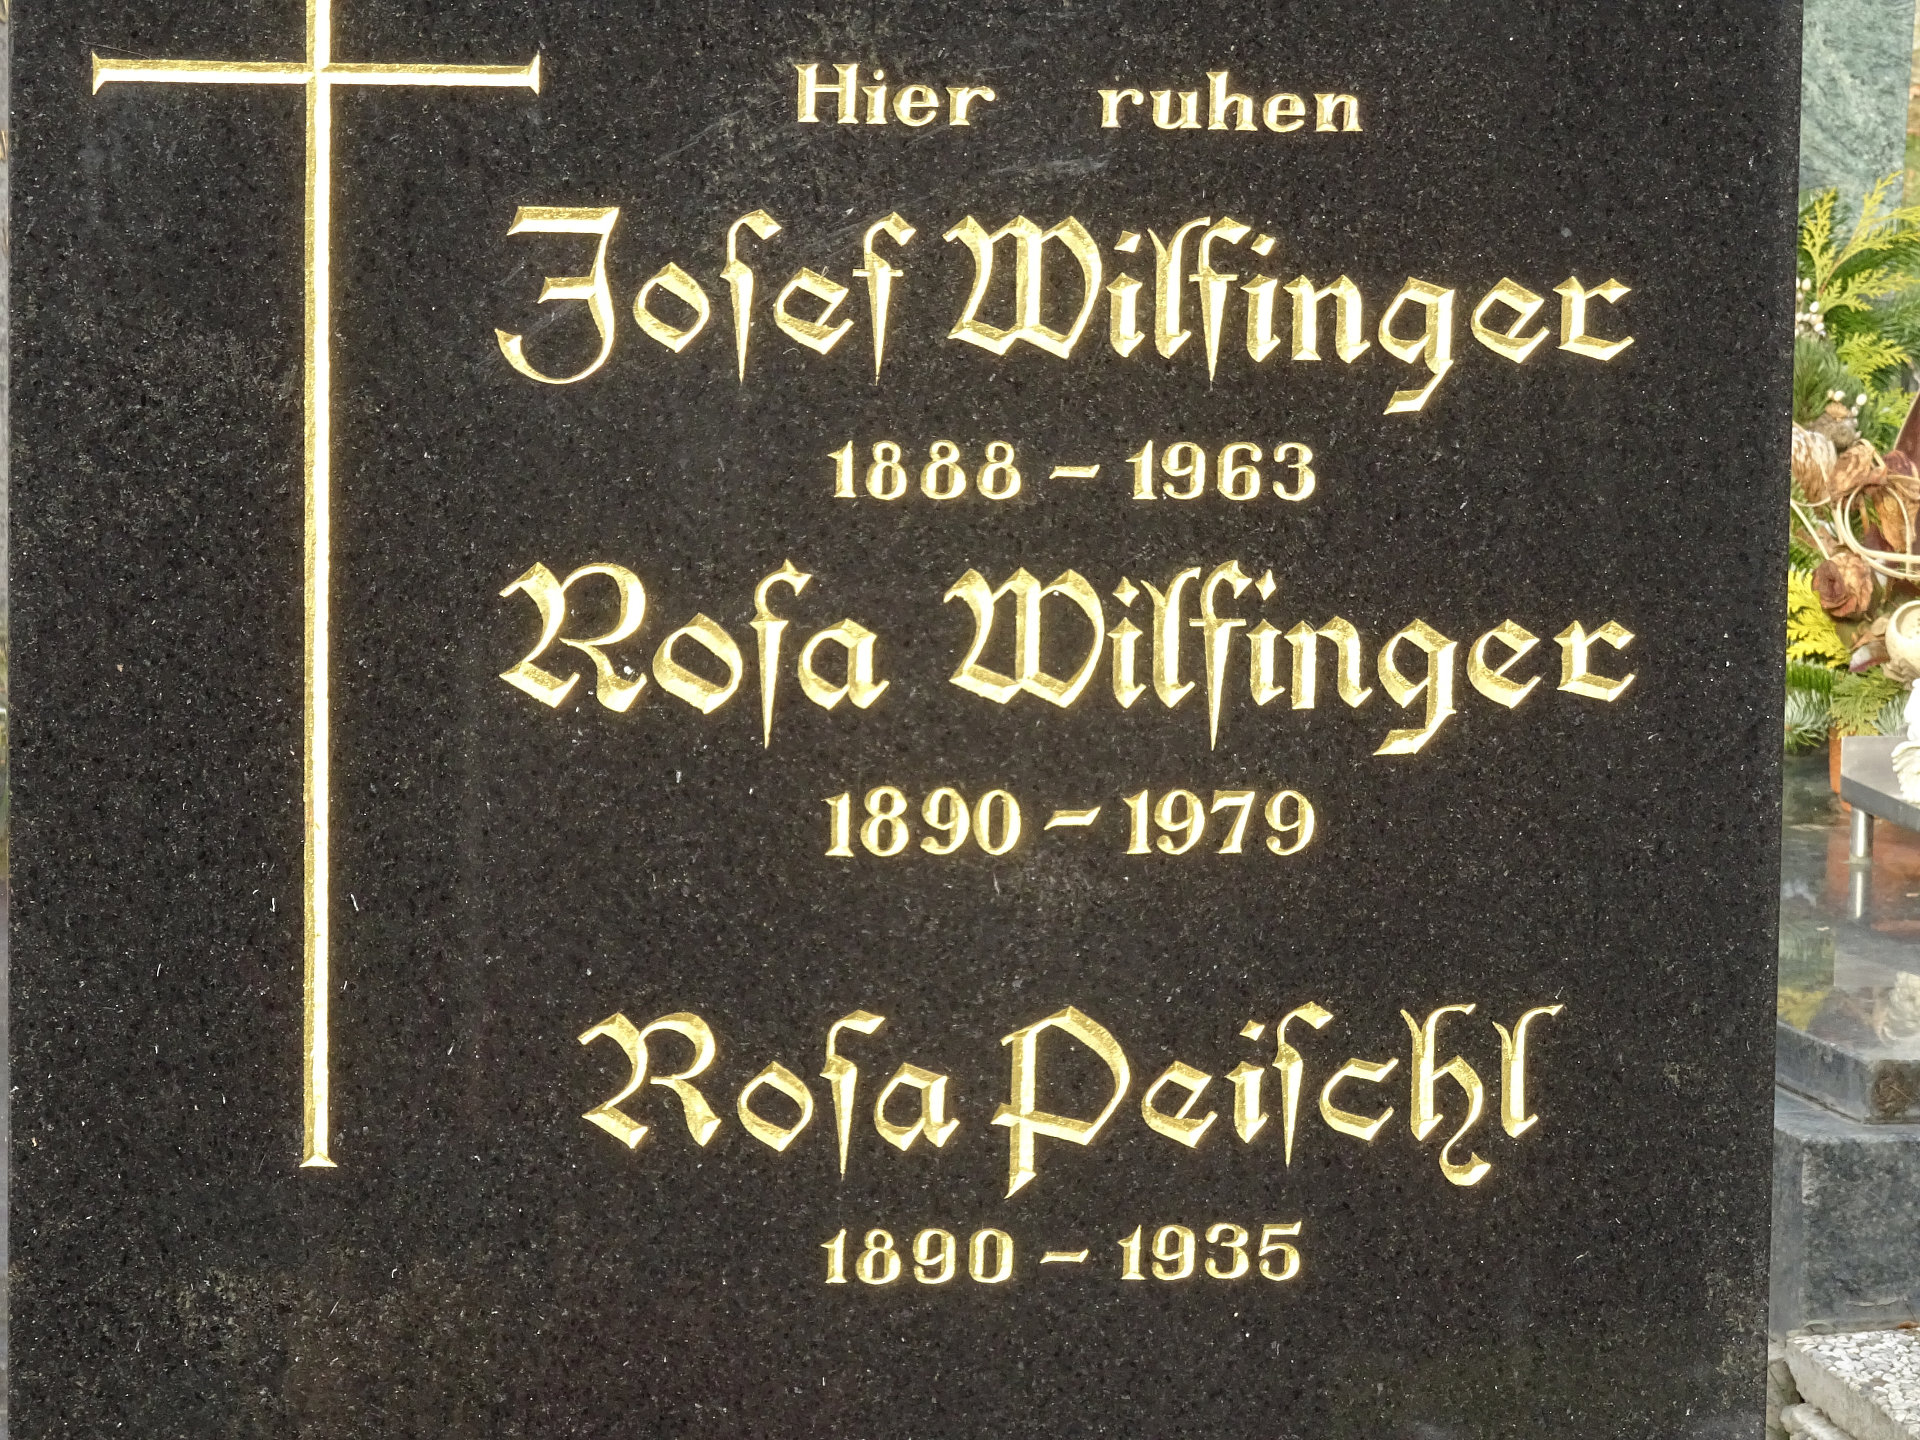 Hier ruhen
Joſef Wilfinger
1888 – 1963
Roſa Wilfinger
1890 – 1979
Roſa Peiſchl
1890 – 1935